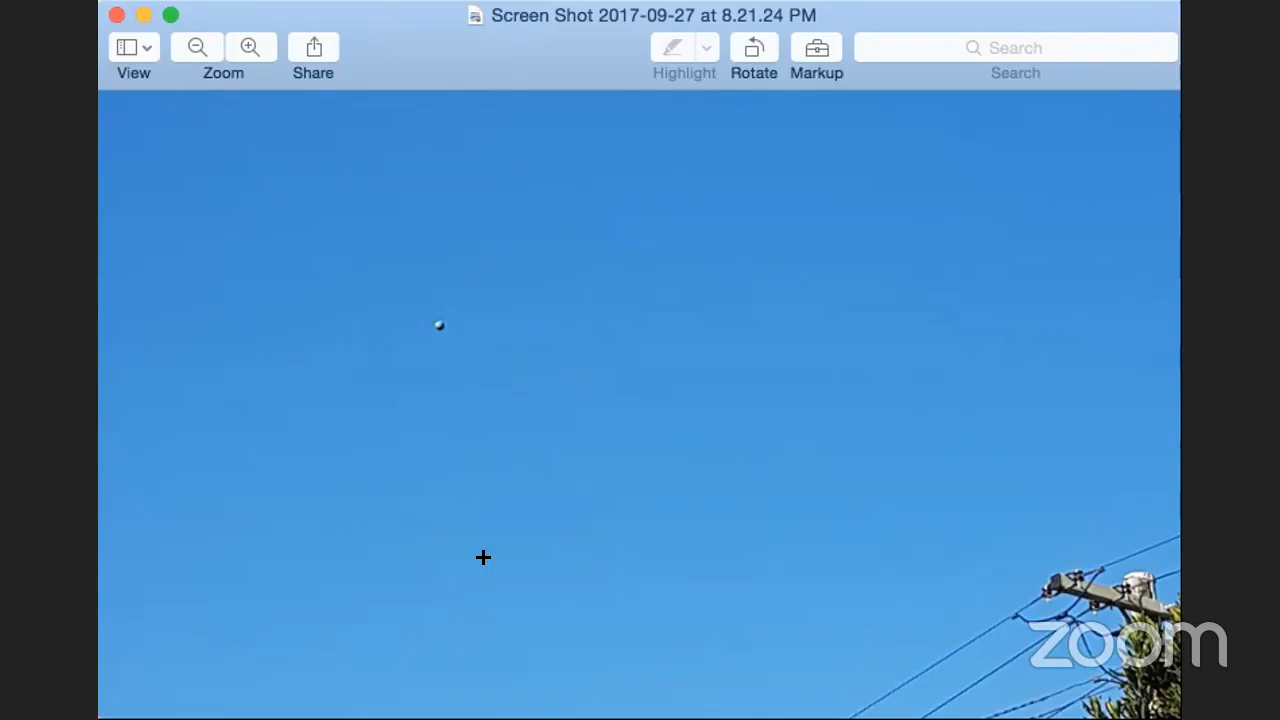 Screen Shot 2017-09-27 at 8.21.24 PM
View
Zoom
Share
Highlight
Rotate
Markup
Search
Search
zoom